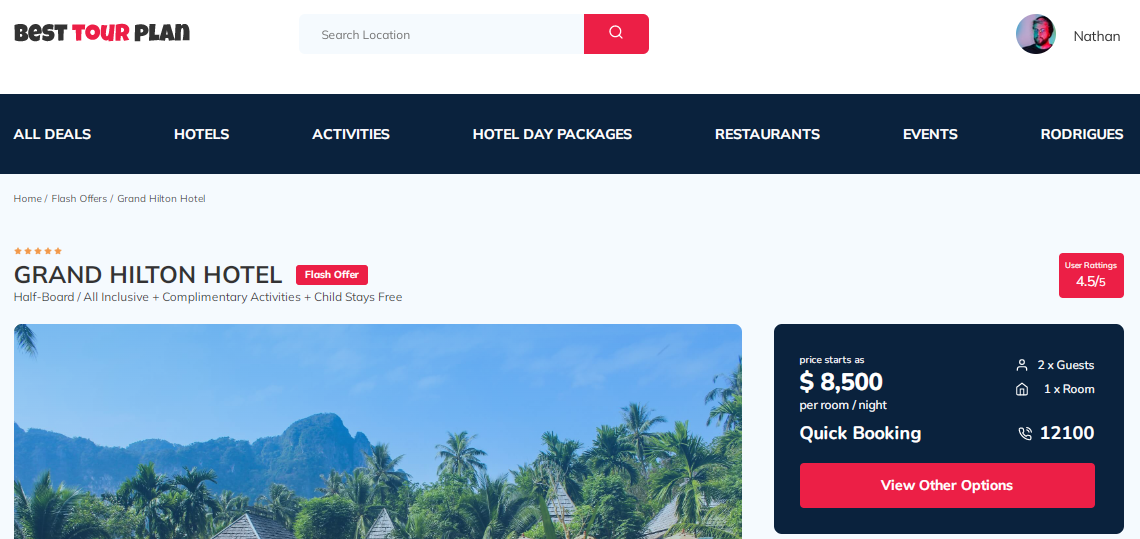 BEST TOUR PLAN
Search Location
Nathan
ALL DEALS HOTELS ACTIVITIES HOTEL DAY PACKAGES RESTAURANTS EVENTS RODRIGUES
Home / Flash Offers / Grand Hilton Hotel
GRAND HILTON HOTEL Flash Offer
Half-Board / All Inclusive + Complimentary Activities + Child Stays Free
User Rattings
4.5/5
price starts as
$ 8,500
per room / night
2 x Guests
1 x Room
Quick Booking 12100
View Other Options